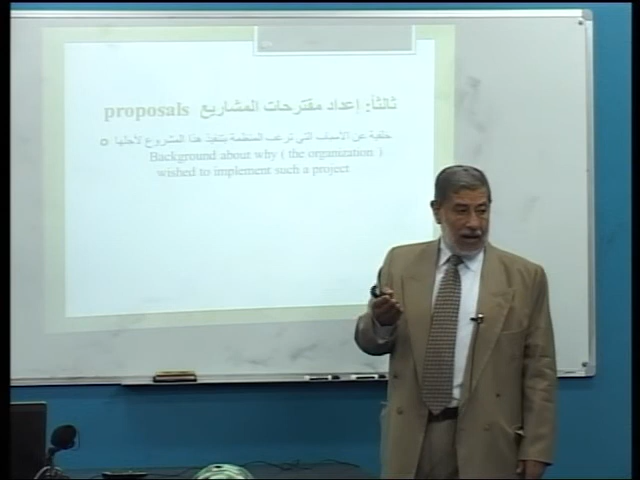 ثالثاً: إعداد مقترحات المشاريع proposals
خلفية عن الاسباب التي ترغب المنظمة بتنفيذ هذا المشروع لأجلها
Background about why ( the organization )
wished to implement such a project